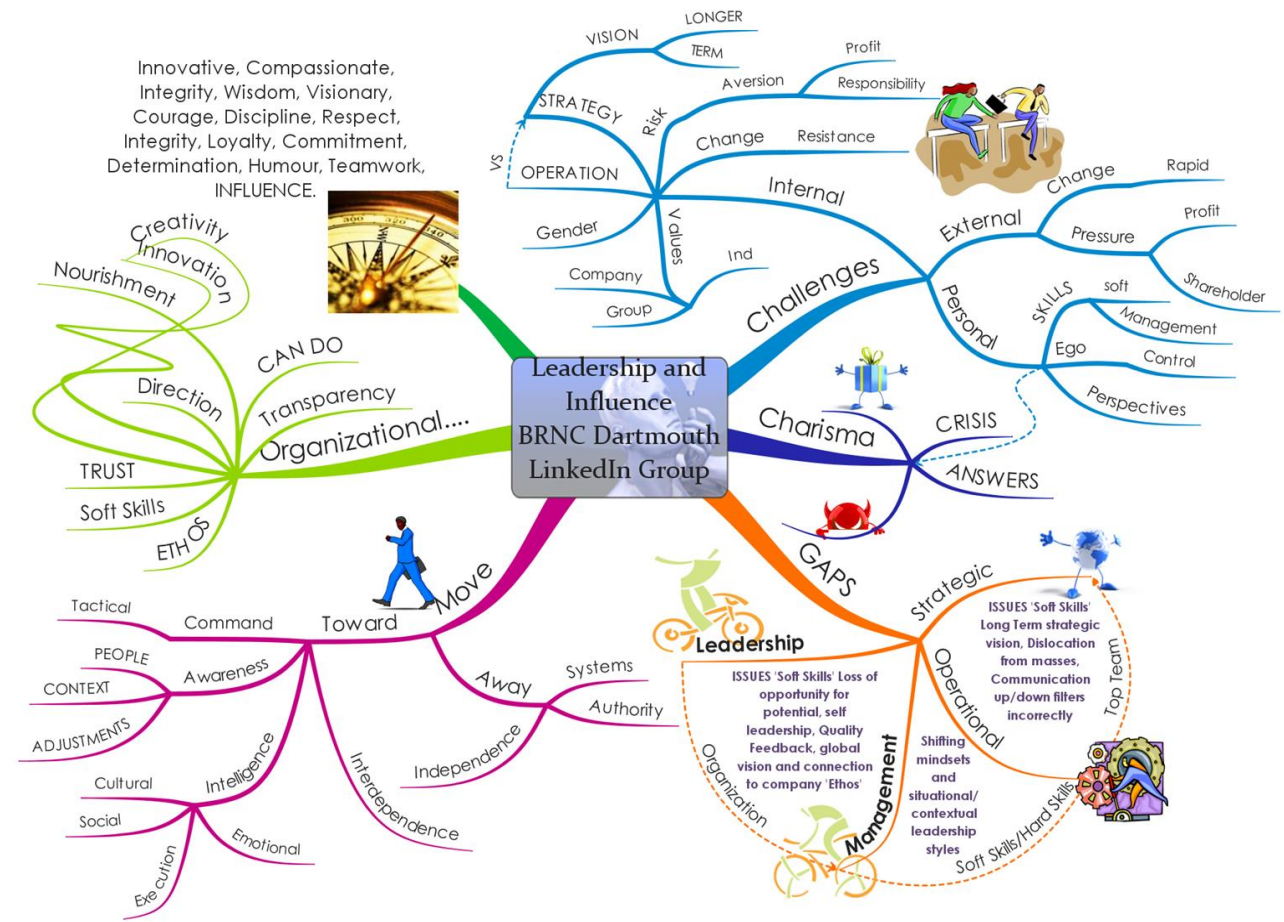 Innovative, Compassionate,
Integrity, Wisdom, Visionary,
Courage, Discipline, Respect,
Integrity, Loyalty, Commitment,
Determination, Humour, Teamwork,
INFLUENCE.
Leadership and
Influence
BRNC Dartmouth
LinkedIn Group
Challenges
Internal
VISION
LONGER
TERM
STRATEGY
VS
OPERATION
Gender
Risk
Aversion
Profit
Responsibility
Change
Resistance
Values
Company
Group
Ind
External
Change
Rapid
Pressure
Profit
Shareholder
Personal
SKILLS
soft
Management
Ego
Control
Perspectives
Charisma
CRISIS
ANSWERS
GAPS
Strategic
ISSUES 'Soft Skills'
Long Term strategic
vision, Dislocation
from masses,
Communication
up/down filters
incorrectly
Top Team
Operational
Soft Skills/Hard Skills
Shifting
mindsets
and
situational/
contextual
leadership
styles
Management
Leadership
ISSUES 'Soft Skills' Loss of
opportunity for
potential, self
leadership, Quality
Feedback, global
vision and connection
to company 'Ethos'
Organization
Move
Away
Systems
Authority
Independence
Toward
Command
Tactical
Awareness
PEOPLE
CONTEXT
ADJUSTMENTS
Intelligence
Cultural
Social
Execution
Emotional
Interdependence
Organizational....
Creativity
Innovation
Nourishment
CAN DO
Direction
Transparency
TRUST
Soft Skills
ETHOS
300
320
NW
340